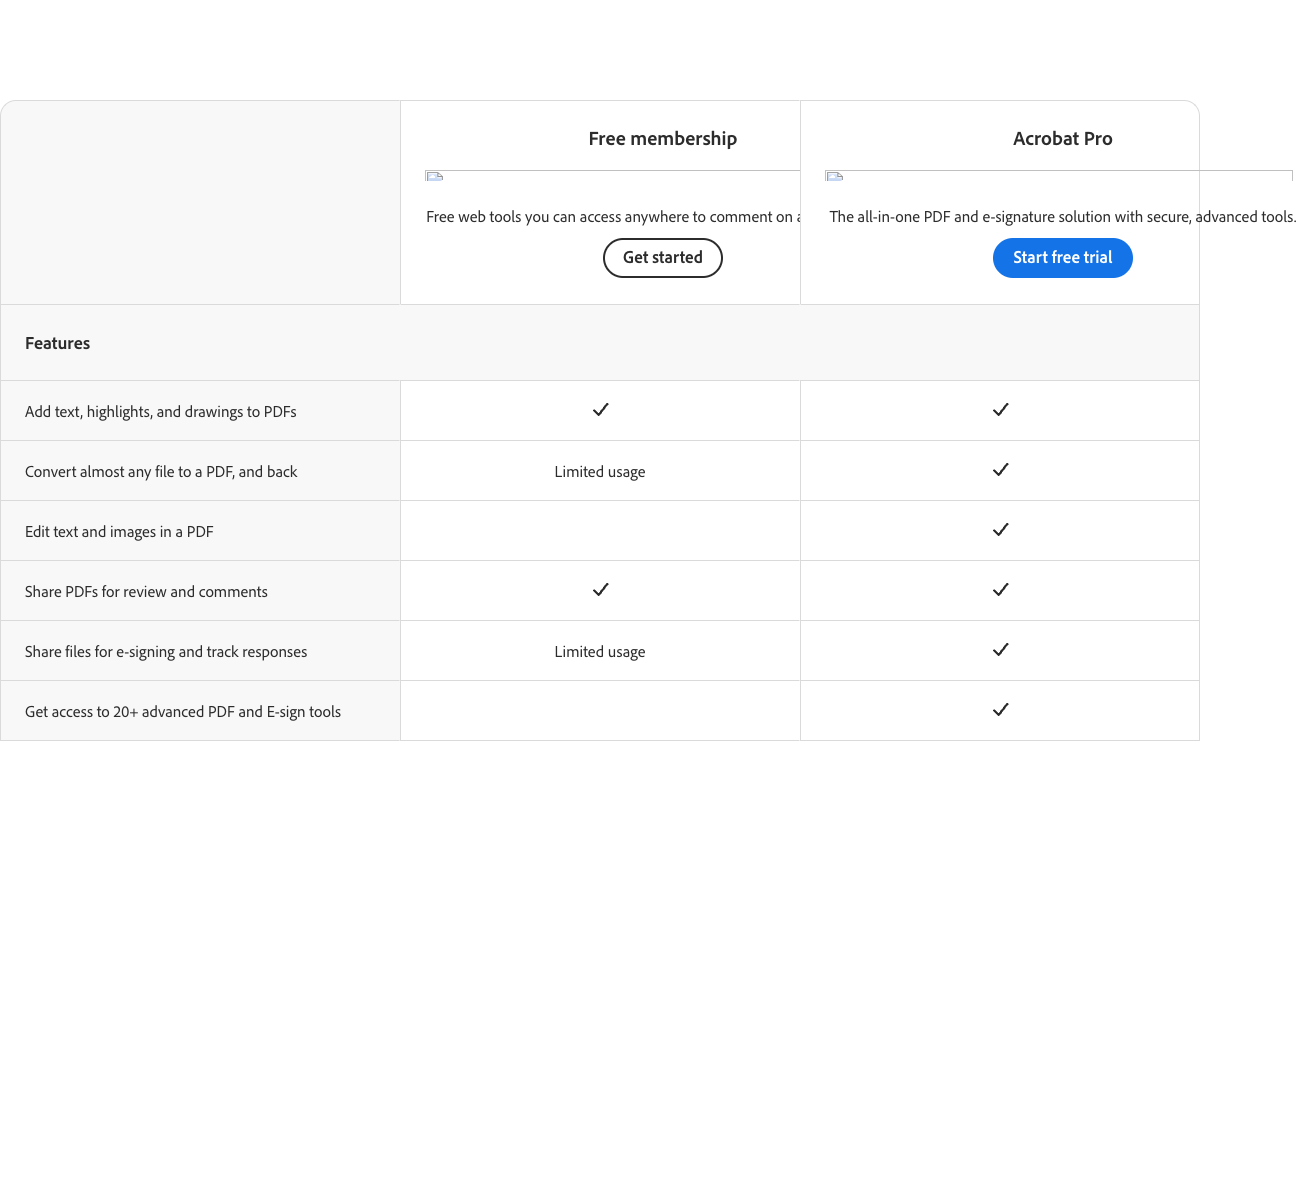 Free membership
Acrobat Pro
Free web tools you can access anywhere to comment on
The all-in-one PDF and e-signature solution with secure, advanced tools.
Get started
Start free trial
Features
Add text, highlights, and drawings to PDFs
Convert almost any file to a PDF, and back
Limited usage
Edit text and images in a PDF
Share PDFs for review and comments
Share files for e-signing and track responses
Limited usage
Get access to 20+ advanced PDF and E-sign tools